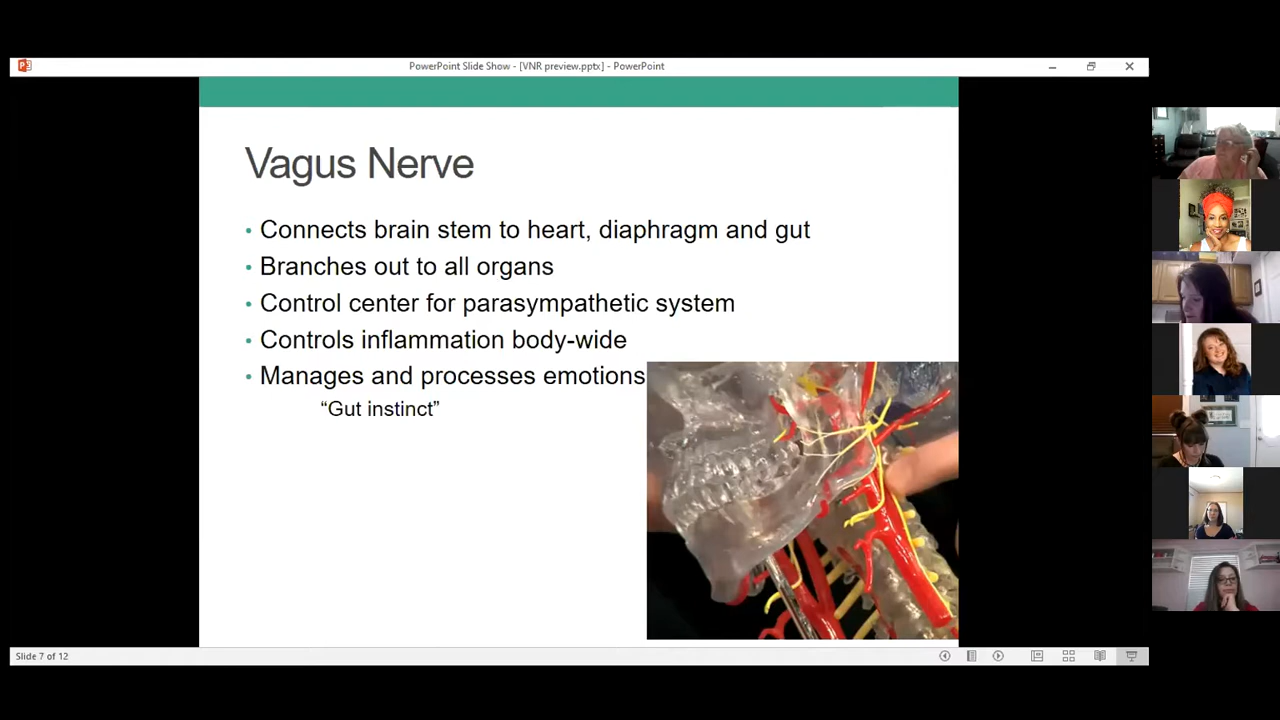 PowerPoint Slide Show - [VNR preview.pptx] - PowerPoint
Vagus Nerve
• Connects brain stem to heart, diaphragm and gut
• Branches out to all organs
• Control center for parasympathetic system
• Controls inflammation body-wide
• Manages and processes emotions
“Gut instinct”
Slide 7 of 12